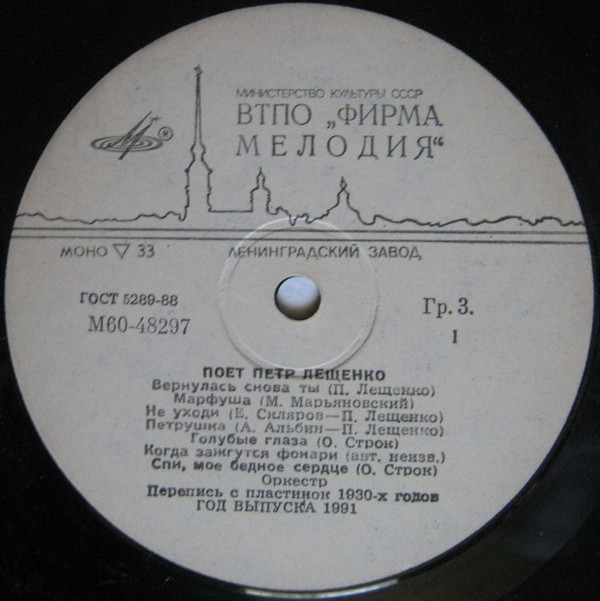 МИНИСТЕРСТВО КУЛЬТУРЫ СССР
ВТПО „ФИРМА
МЕЛОДИЯ“
®
МОНО ▽ 33
ЛЕНИНГРАДСКИЙ ЗАВОД
ГОСТ 5289-88
Гр. 3.
М60-48297
1
ПОЕТ ПЕТР ЛЕЩЕНКО
Вернулась снова ты (П. Лещенко)
Марфуша (М. Марьяновский)
Не уходи (Е. Скляров—П. Лещенко)
Петрушка (А. Альбин—П. Лещенко)
Голубые глаза (О. Строк)
Когда зажгутся фонари (авт. неизв.)
Спи, мое бедное сердце (О. Строк)
Оркестр
Перепись с пластинок 1930-х годов
ГОД ВЫПУСКА 1991